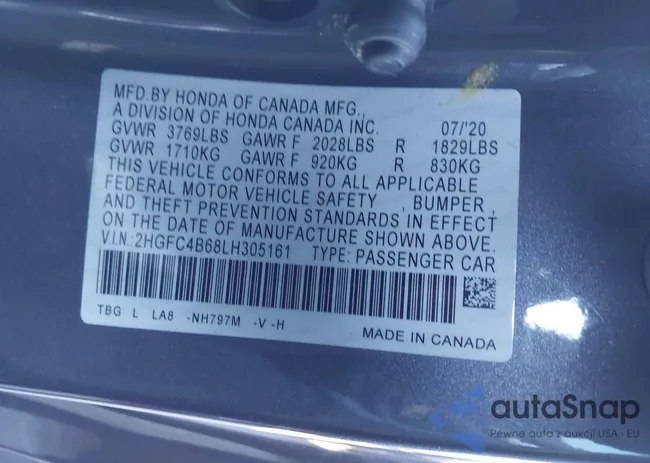 MFD.BY HONDA OF CANADA MFG.,
A DIVISION OF HONDA CANADA INC. 07/'20
GVWR 3769LBS GAWR F 2028LBS R 1829LBS
GVWR 1710KG GAWR F 920KG R 830KG
THIS VEHICLE CONFORMS TO ALL APPLICABLE
FEDERAL MOTOR VEHICLE SAFETY , BUMPER,
AND THEFT PREVENTION STANDARDS IN EFFECT
ON THE DATE OF MANUFACTURE SHOWN ABOVE.
V.I.N.:2HGFC4B68LH305161 TYPE: PASSENGER CAR
TBG L LA8 -NH797M -V -H
MADE IN CANADA
autaSnap
Pewne auta z aukcji USA i EU